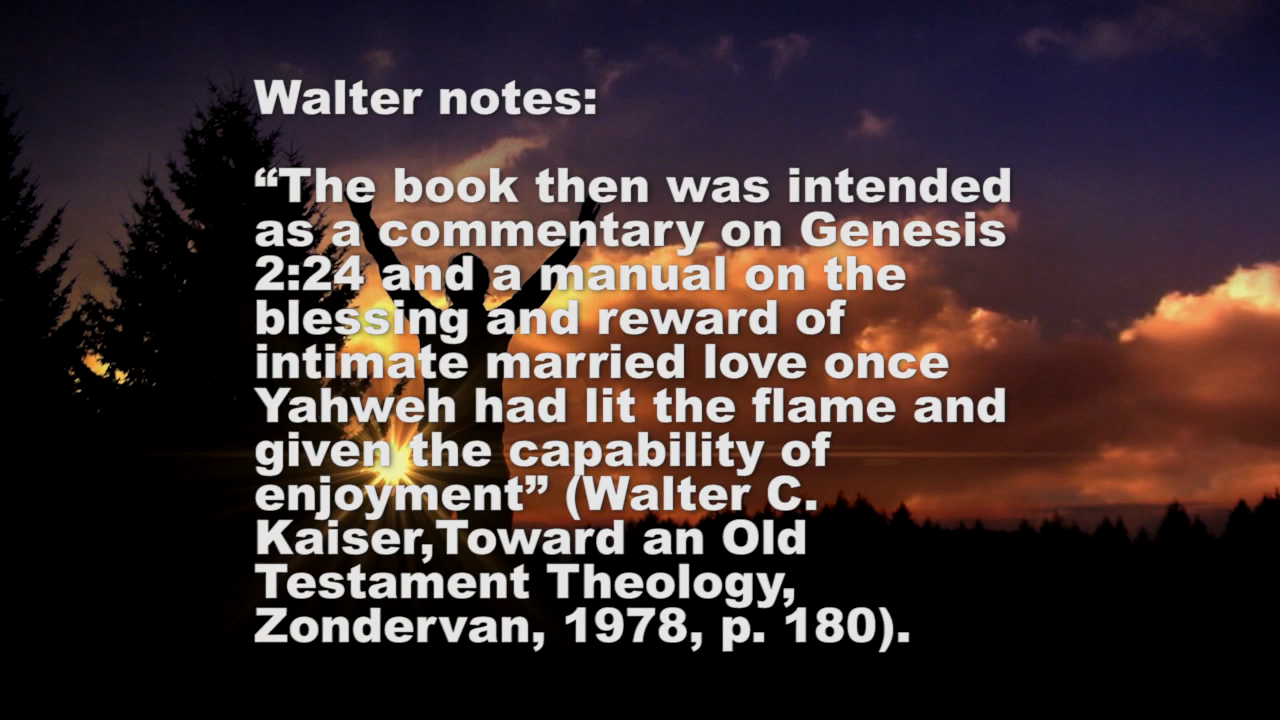 Walter notes:
“The book then was intended
as a commentary on Genesis
2:24 and a manual on the
blessing and reward of
intimate married love once
Yahweh had lit the flame and
given the capability of
enjoyment” (Walter C.
Kaiser,Toward an Old
Testament Theology,
Zondervan, 1978, p. 180).